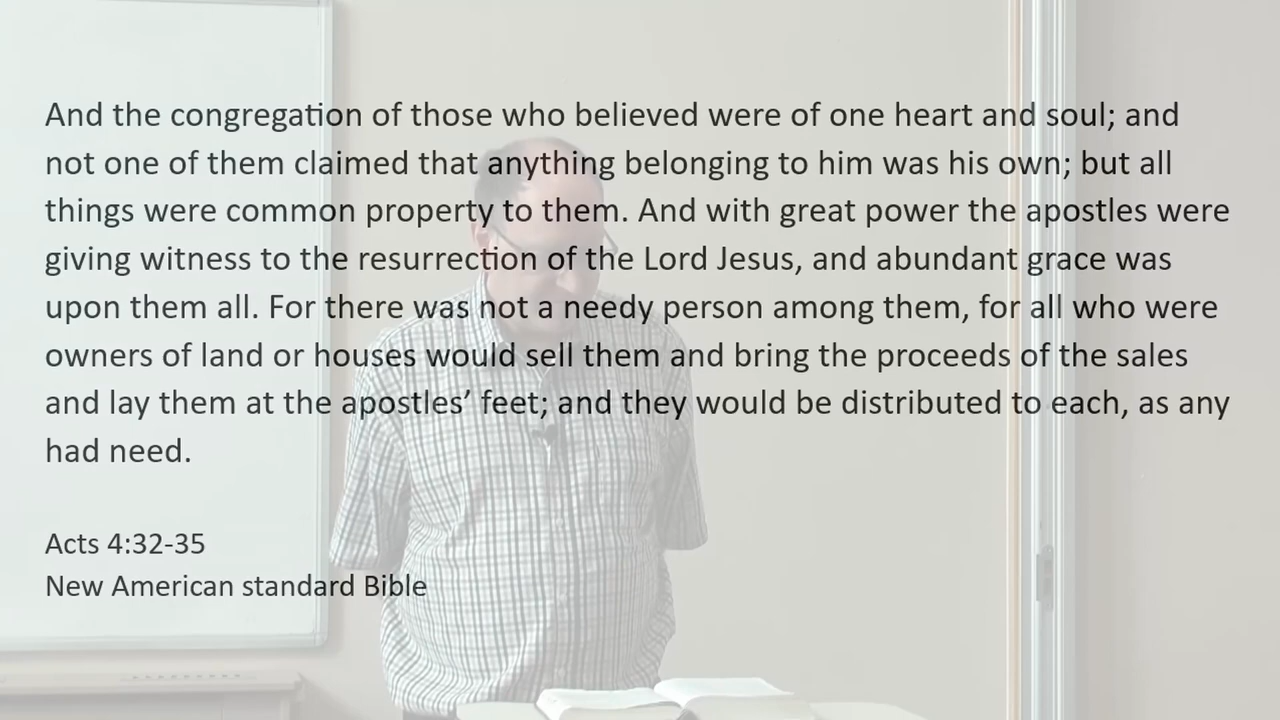 And the congregation of those who believed were of one heart and soul; and
not one of them claimed that anything belonging to him was his own; but all
things were common property to them. And with great power the apostles were
giving witness to the resurrection of the Lord Jesus, and abundant grace was
upon them all. For there was not a needy person among them, for all who were
owners of land or houses would sell them and bring the proceeds of the sales
and lay them at the apostles’ feet; and they would be distributed to each, as any
had need.
Acts 4:32-35
New American standard Bible